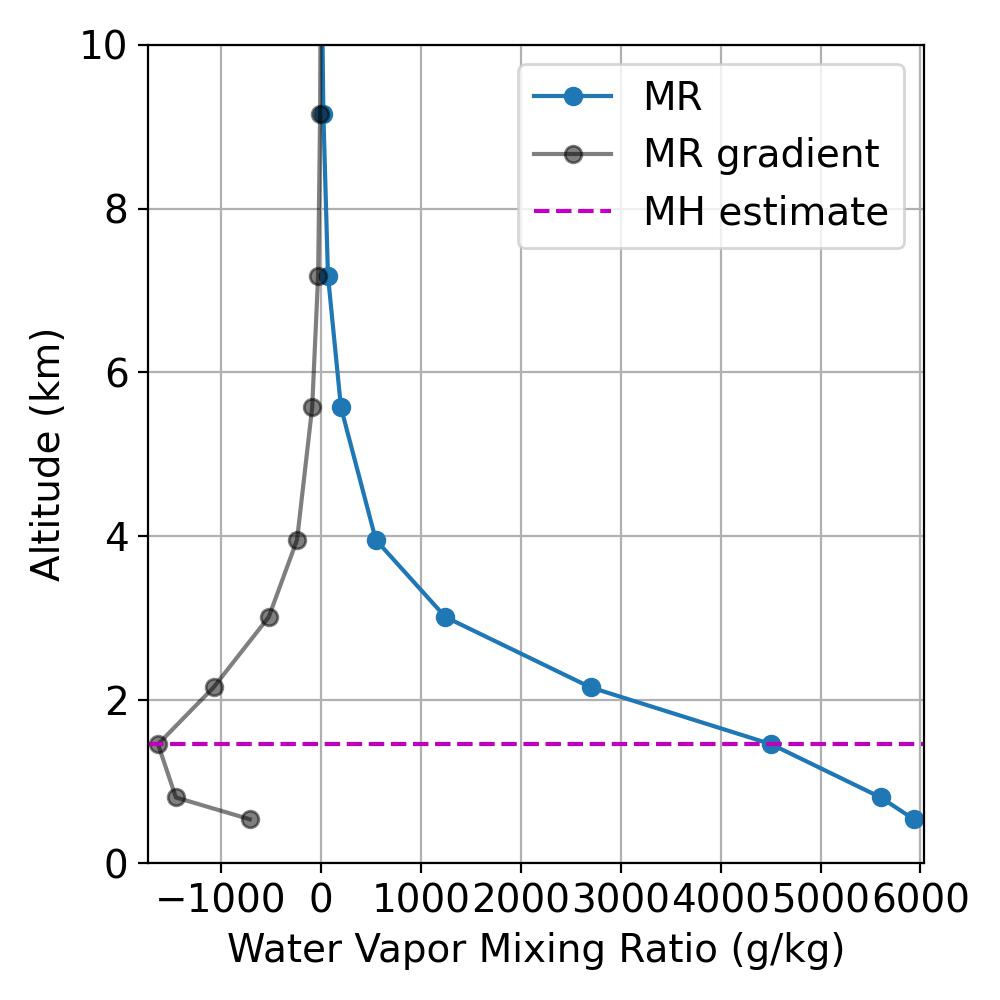 10
8
6
4
2
0
Altitude (km)
MR
MR gradient
MH estimate
−1000 0 1000 2000 3000 4000 5000 6000
Water Vapor Mixing Ratio (g/kg)